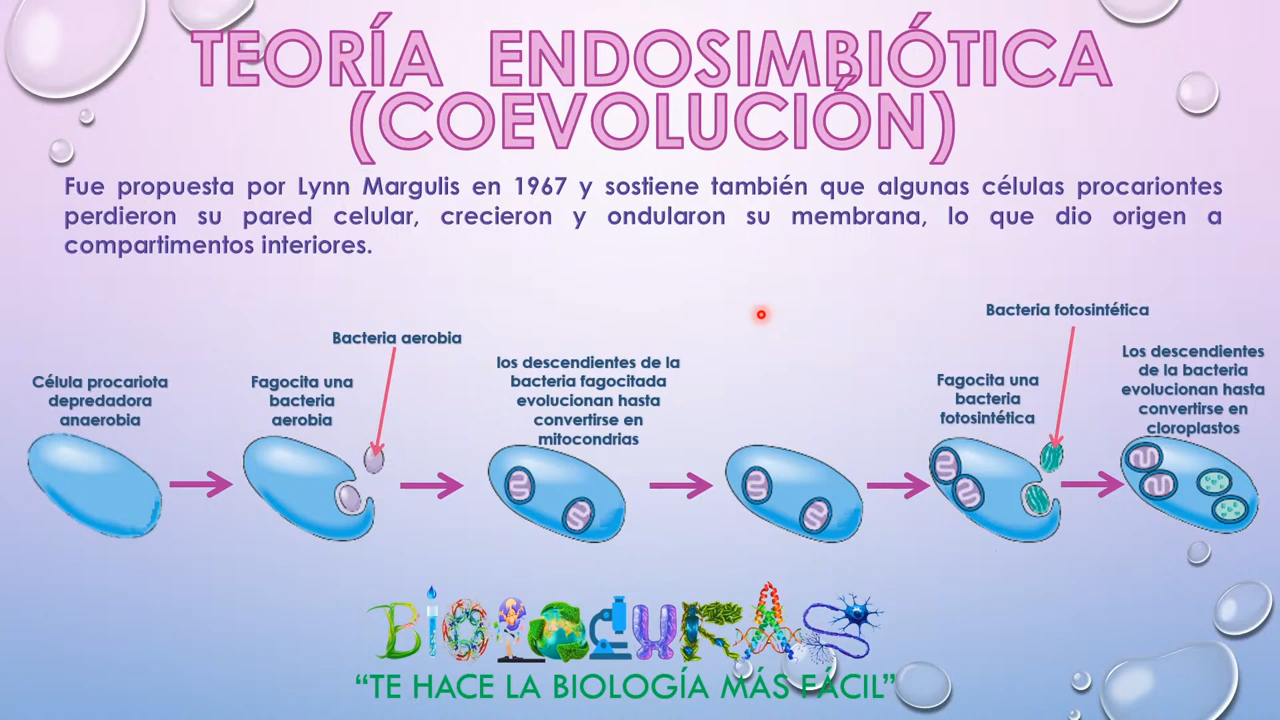 TEORÍA ENDOSIMBIÓTICA
(COEVOLUCIÓN)
Fue propuesta por Lynn Margulis en 1967 y sostiene también que algunas células procariontes
perdieron su pared celular, crecieron y ondularon su membrana, lo que dio origen a
compartimentos interiores.
Célula procariota
depredadora
anaerobia
Fagocita una
bacteria
aerobia
Bacteria aerobia
los descendientes de la
bacteria fagocitada
evolucionan hasta
convertirse en
mitocondrias
Fagocita una
bacteria
fotosintética
Bacteria fotosintética
Los descendientes
de la bacteria
evolucionan hasta
convertirse en
cloroplastos
“TE HACE LA BIOLOGÍA MÁS FÁCIL”